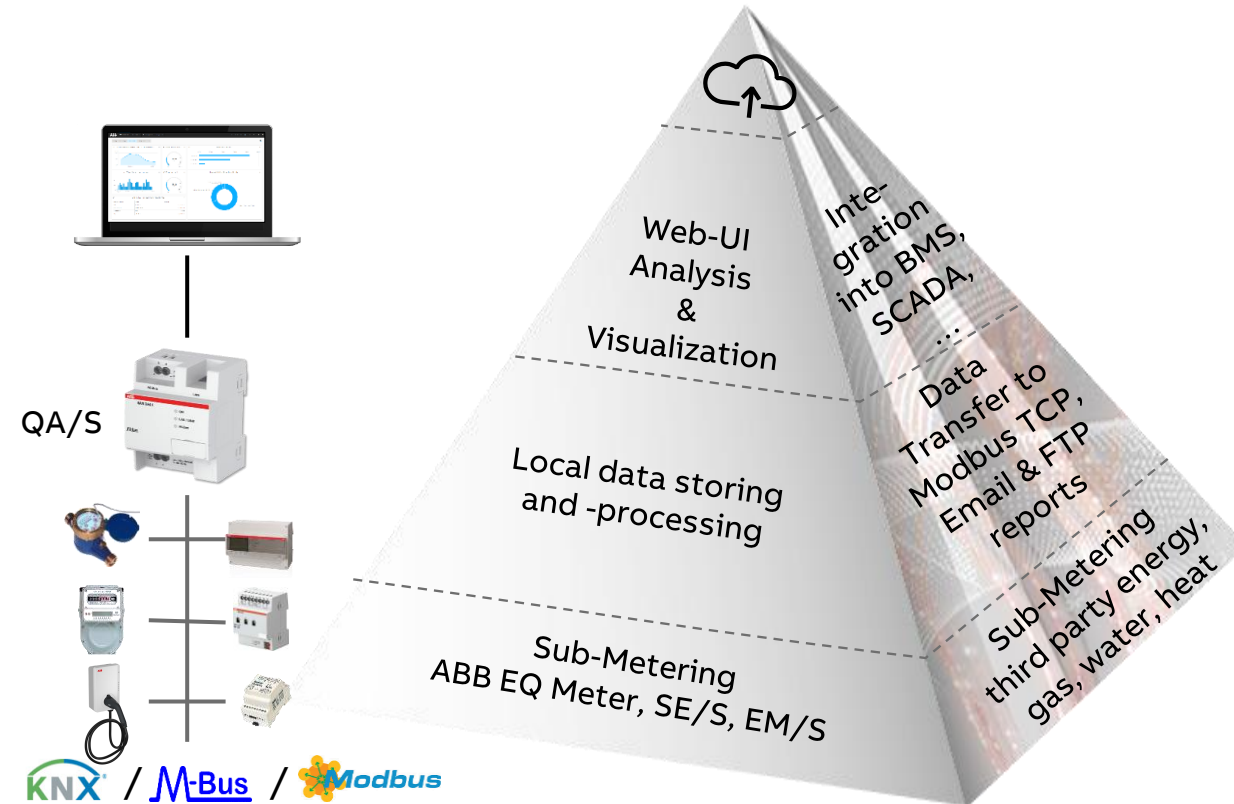 QA/S
KNX / M-Bus / Modbus
Web-UI
Analysis
&
Visualization
Local data storing
and -processing
Sub-Metering
ABB EQ Meter, SE/S, EM/S
Inte-
gration
into BMS,
SCADA,
...
Data
Transfer to
Modbus TCP,
Email & FTP
reports
Sub-Metering
third party energy,
gas, water, heat